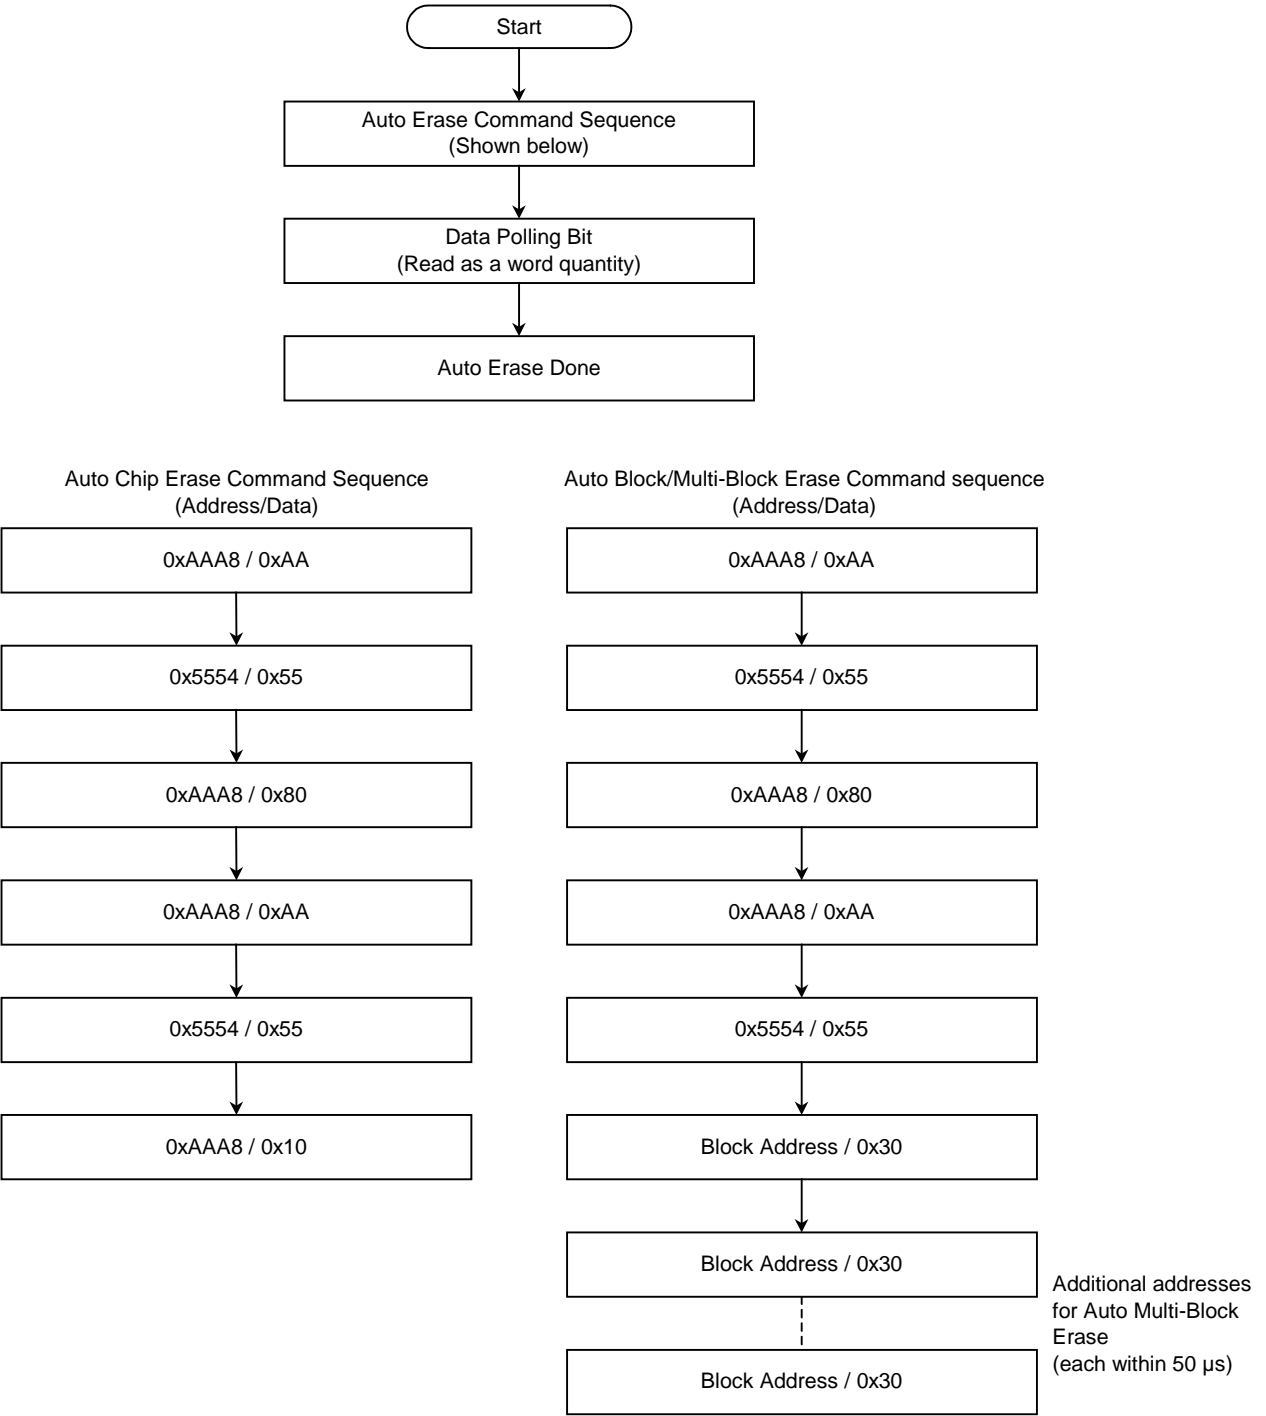 Start
Auto Erase Command Sequence
(Shown below)
Data Polling Bit
(Read as a word quantity)
Auto Erase Done
Auto Chip Erase Command Sequence
(Address/Data)
0xAAA8 / 0xAA
0x5554 / 0x55
0xAAA8 / 0x80
0xAAA8 / 0xAA
0x5554 / 0x55
0xAAA8 / 0x10
Auto Block/Multi-Block Erase Command sequence
(Address/Data)
0xAAA8 / 0xAA
0x5554 / 0x55
0xAAA8 / 0x80
0xAAA8 / 0xAA
0x5554 / 0x55
Block Address / 0x30
Block Address / 0x30
Block Address / 0x30
Additional addresses
for Auto Multi-Block
Erase
(each within 50 µs)